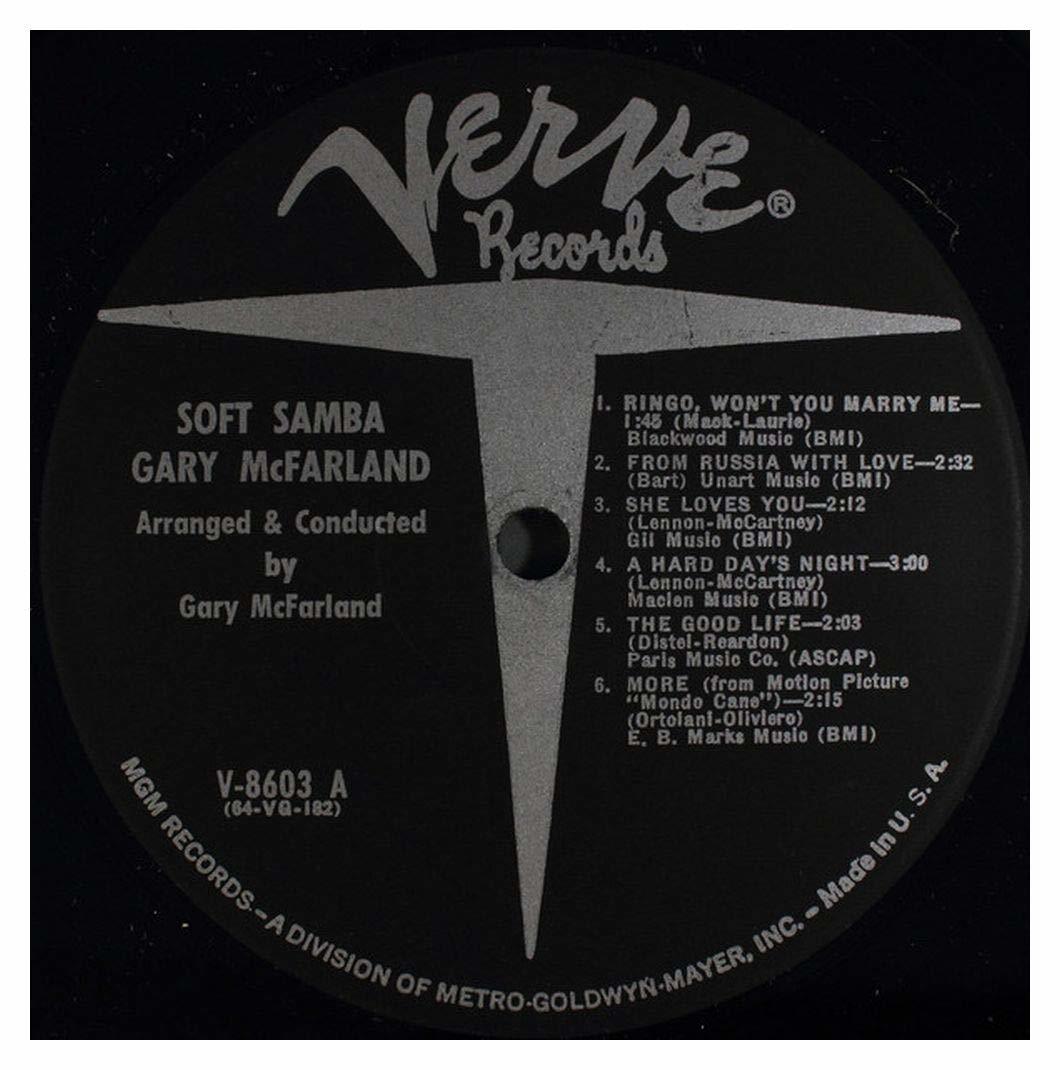 Verve ®
Records
SOFT SAMBA
GARY McFARLAND
Arranged & Conducted
by
Gary McFarland
V-8603 A
(64-VG-182)
1. RINGO, WON'T YOU MARRY ME—
1:45 (Mack-Laurie)
Blackwood Music (BMI)
2. FROM RUSSIA WITH LOVE—2:32
(Bart) Unart Music (BMI)
3. SHE LOVES YOU—2:12
(Lennon-McCartney)
Gil Music (BMI)
4. A HARD DAY'S NIGHT—3:00
(Lennon-McCartney)
Maclen Music (BMI)
5. THE GOOD LIFE—2:03
(Distel-Reardon)
Paris Music Co. (ASCAP)
6. MORE (from Motion Picture
"Mondo Cane")—2:15
(Ortolani-Oliviero)
E. B. Marks Music (BMI)
MGM RECORDS – A DIVISION OF METRO-GOLDWYN-MAYER, INC. – Made in U. S. A.